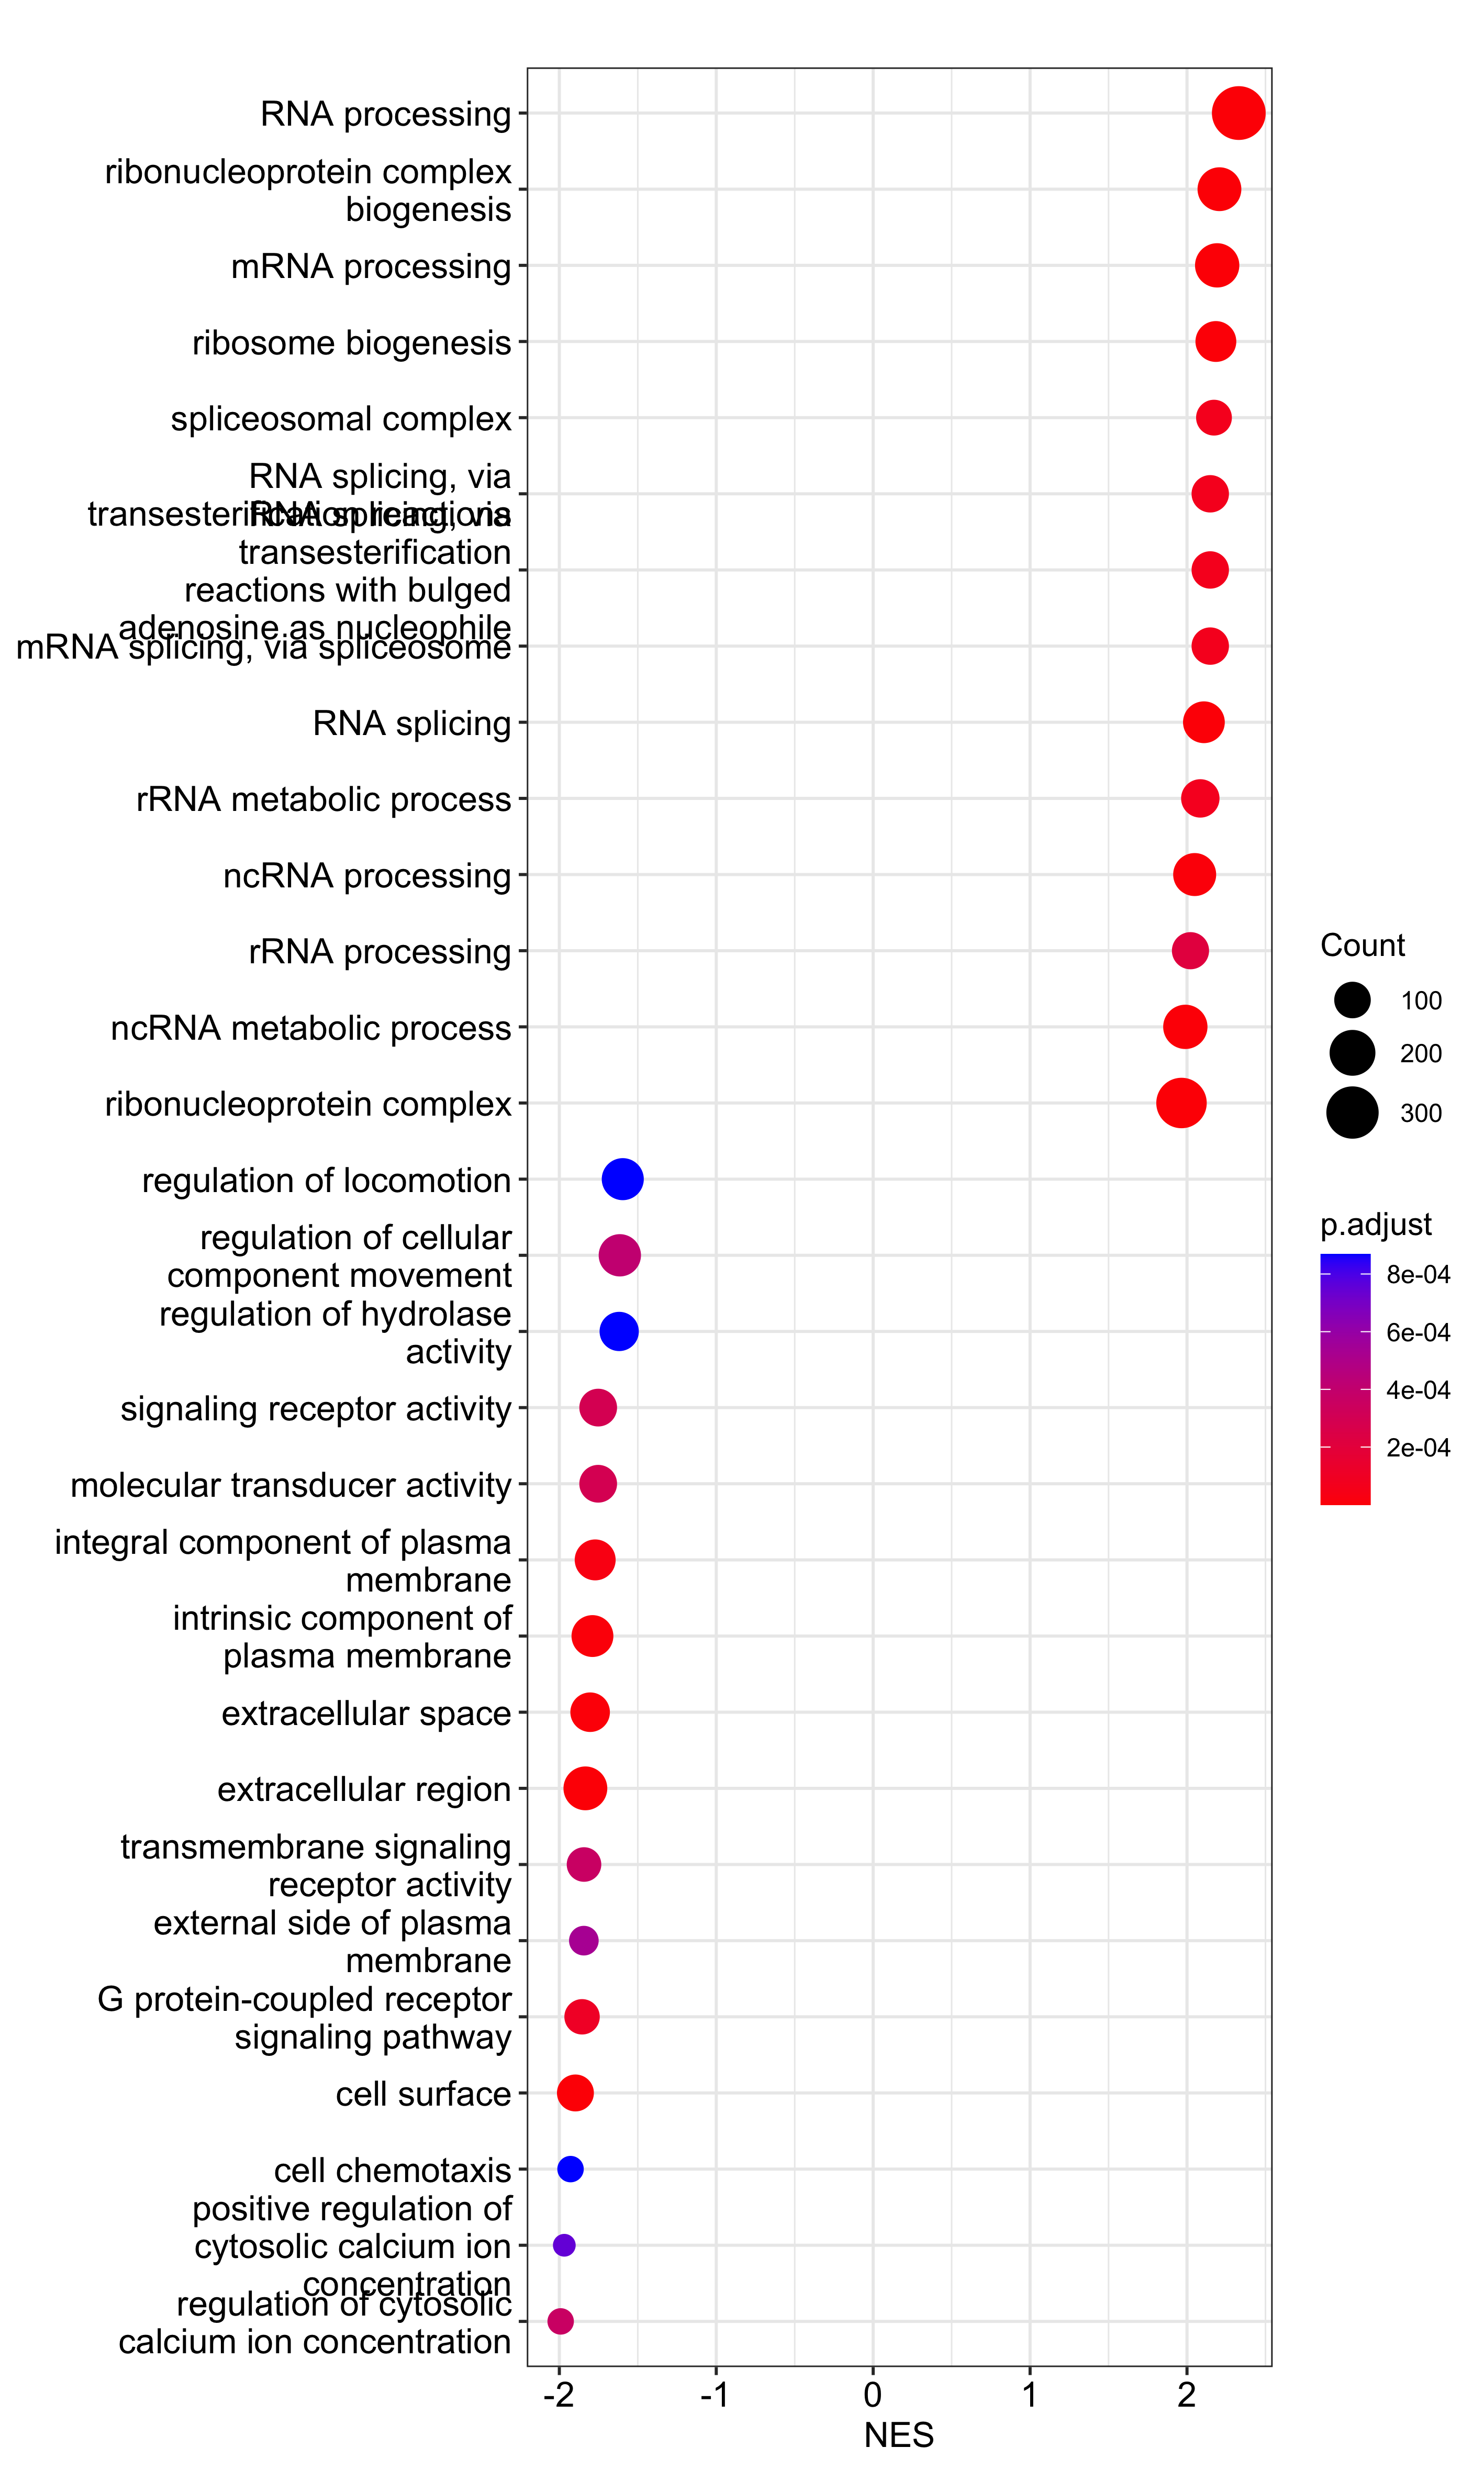 RNA processing
ribonucleoprotein complex
biogenesis
mRNA processing
ribosome biogenesis
spliceosomal complex
RNA splicing, via
transesterification reactions
RNA splicing, via
transesterification
reactions with bulged
adenosine as nucleophile
mRNA splicing, via spliceosome
RNA splicing
rRNA metabolic process
ncRNA processing
rRNA processing
ncRNA metabolic process
ribonucleoprotein complex
regulation of locomotion
regulation of cellular
component movement
regulation of hydrolase
activity
signaling receptor activity
molecular transducer activity
integral component of plasma
membrane
intrinsic component of
plasma membrane
extracellular space
extracellular region
transmembrane signaling
receptor activity
external side of plasma
membrane
G protein-coupled receptor
signaling pathway
cell surface
cell chemotaxis
positive regulation of
cytosolic calcium ion
concentration
regulation of cytosolic
calcium ion concentration
-2 -1 0 1 2
NES
Count
100
200
300
p.adjust
8e-04
6e-04
4e-04
2e-04